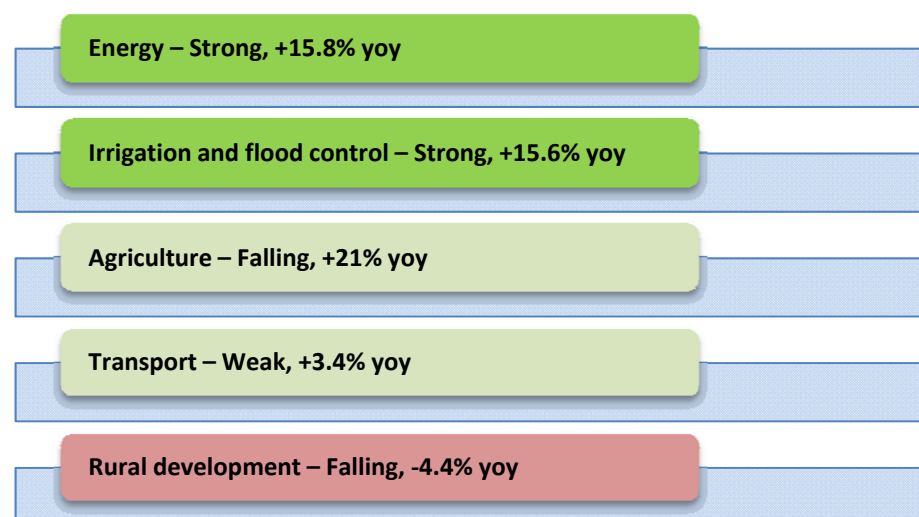 Energy – Strong, +15.8% yoy
Irrigation and flood control – Strong, +15.6% yoy
Agriculture – Falling, +21% yoy
Transport – Weak, +3.4% yoy
Rural development – Falling, -4.4% yoy